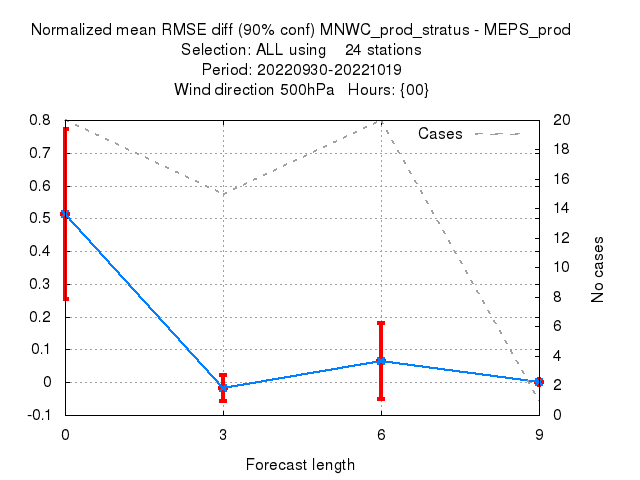 Normalized mean RMSE diff (90% conf) MNWC_prod_stratus - MEPS_prod
Selection: ALL using    24 stations
Period: 20220930-20221019
Wind direction 500hPa   Hours: {00}
Cases
0.8
0.7
0.6
0.5
0.4
0.3
0.2
0.1
0
-0.1
20
18
16
14
12
10
8
6
4
2
0
No cases
0 3 6 9
Forecast length